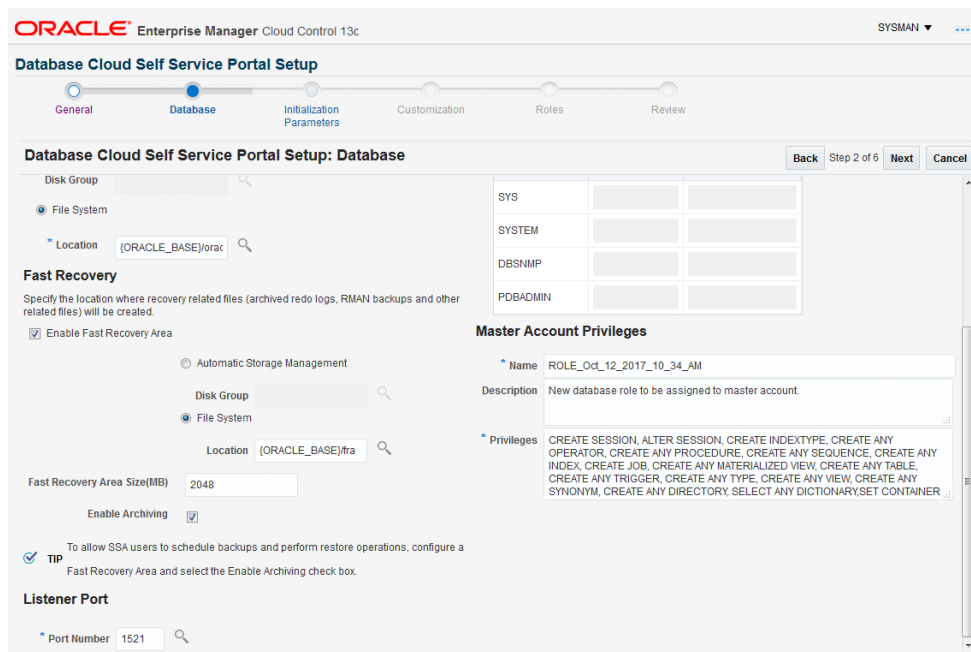 ORACLE® Enterprise Manager Cloud Control 13c
SYSMAN
Database Cloud Self Service Portal Setup
General
Database
Initialization
Parameters
Customization
Roles
Review
Database Cloud Self Service Portal Setup: Database
Back Step 2 of 6 Next Cancel
Disk Group
File System
* Location {ORACLE_BASE}/orac
Fast Recovery
Specify the location where recovery related files (archived redo logs, RMAN backups and other
related files) will be created.
Enable Fast Recovery Area
Automatic Storage Management
Disk Group
File System
Location {ORACLE_BASE}/fra
Fast Recovery Area Size(MB) 2048
Enable Archiving
TIP To allow SSA users to schedule backups and perform restore operations, configure a
Fast Recovery Area and select the Enable Archiving check box.
Listener Port
* Port Number 1521
SYS
SYSTEM
DBSNMP
PDBADMIN
Master Account Privileges
* Name ROLE_Oct_12_2017_10_34_AM
Description New database role to be assigned to master account.
* Privileges CREATE SESSION, ALTER SESSION, CREATE INDEXTYPE, CREATE ANY
OPERATOR, CREATE ANY PROCEDURE, CREATE ANY SEQUENCE, CREATE ANY
INDEX, CREATE JOB, CREATE ANY MATERIALIZED VIEW, CREATE ANY TABLE,
CREATE ANY TRIGGER, CREATE ANY TYPE, CREATE ANY VIEW, CREATE ANY
SYNONYM, CREATE ANY DIRECTORY, SELECT ANY DICTIONARY,SET CONTAINER